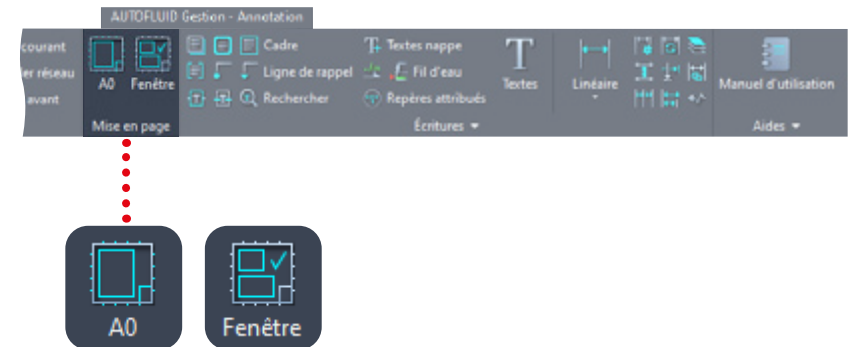 AUTOFLUID Gestion - Annotation
courant
er réseau
avant
A0
Fenêtre
Mise en page
Cadre
Ligne de rappel
Rechercher
Textes nappe
Fil d'eau
Repères attribués
Textes
Écritures
Linéaire
Manuel d'utilisation
Aides
A0
Fenêtre